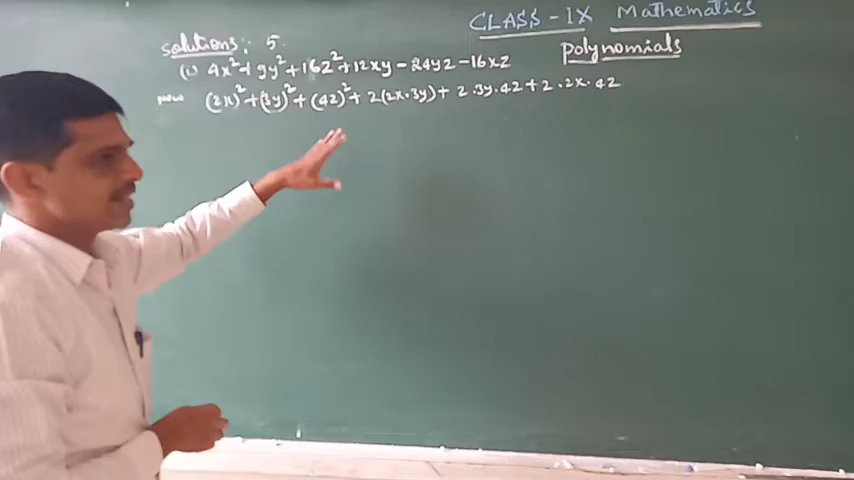 CLASS - IX Mathematics
Polynomials
Solutions; 5.
(i) 4x²+9y²+16z²+12xy-24yz-16xz
(2x)²+(3y)²+(4z)²+2(2x.3y)+2.3y.4z+2.2x.4z